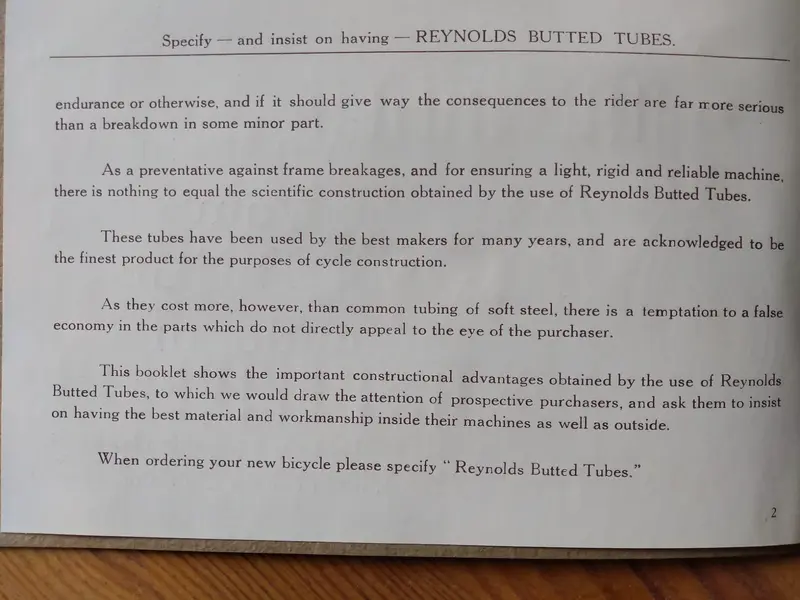 Specify — and insist on having — REYNOLDS BUTTED TUBES.
endurance or otherwise, and if it should give way the consequences to the rider are far more serious
than a breakdown in some minor part.
As a preventative against frame breakages, and for ensuring a light, rigid and reliable machine,
there is nothing to equal the scientific construction obtained by the use of Reynolds Butted Tubes.
These tubes have been used by the best makers for many years, and are acknowledged to be
the finest product for the purposes of cycle construction.
As they cost more, however, than common tubing of soft steel, there is a temptation to a false
economy in the parts which do not directly appeal to the eye of the purchaser.
This booklet shows the important constructional advantages obtained by the use of Reynolds
Butted Tubes, to which we would draw the attention of prospective purchasers, and ask them to insist
on having the best material and workmanship inside their machines as well as outside.
When ordering your new bicycle please specify “Reynolds Butted Tubes.”
2